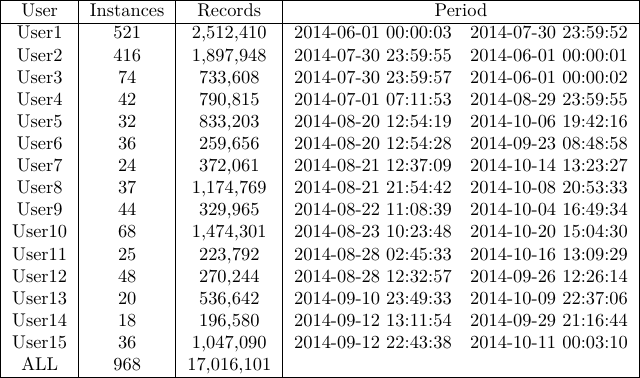 User Instances Records Period
User1 521 2,512,410 2014-06-01 00:00:03 2014-07-30 23:59:52
User2 416 1,897,948 2014-07-30 23:59:55 2014-06-01 00:00:01
User3 74 733,608 2014-07-30 23:59:57 2014-06-01 00:00:02
User4 42 790,815 2014-07-01 07:11:53 2014-08-29 23:59:55
User5 32 833,203 2014-08-20 12:54:19 2014-10-06 19:42:16
User6 36 259,656 2014-08-20 12:54:28 2014-09-23 08:48:58
User7 24 372,061 2014-08-21 12:37:09 2014-10-14 13:23:27
User8 37 1,174,769 2014-08-21 21:54:42 2014-10-08 20:53:33
User9 44 329,965 2014-08-22 11:08:39 2014-10-04 16:49:34
User10 68 1,474,301 2014-08-23 10:23:48 2014-10-20 15:04:30
User11 25 223,792 2014-08-28 02:45:33 2014-10-16 13:09:29
User12 48 270,244 2014-08-28 12:32:57 2014-09-26 12:26:14
User13 20 536,642 2014-09-10 23:49:33 2014-10-09 22:37:06
User14 18 196,580 2014-09-12 13:11:54 2014-09-29 21:16:44
User15 36 1,047,090 2014-09-12 22:43:38 2014-10-11 00:03:10
ALL 968 17,016,101